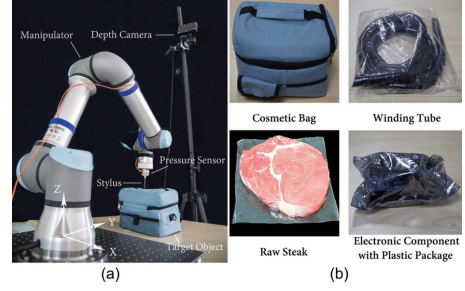 Manipulator
Depth Camera
Pressure Sensor
Stylus
Z
Y
X
Target Object
(a)
Cosmetic Bag
Winding Tube
Raw Steak
Electronic Component
with Plastic Package
(b)